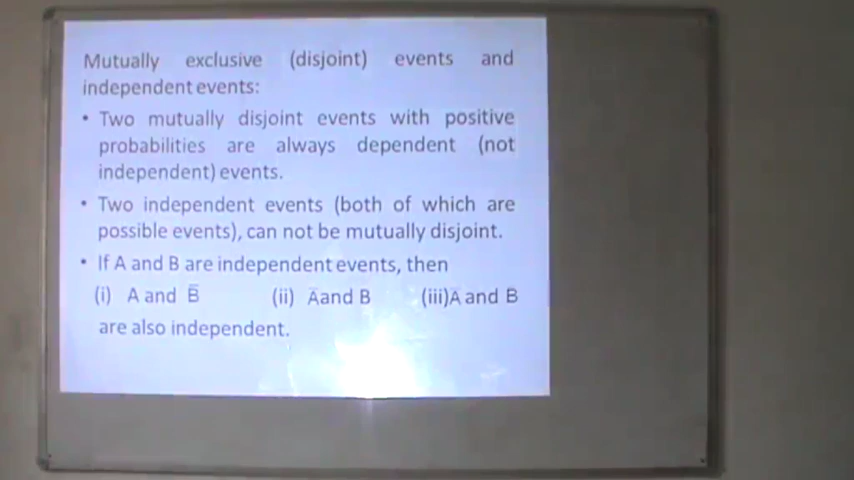 Mutually exclusive (disjoint) events and
independent events:
• Two mutually disjoint events with positive
probabilities are always dependent (not
independent) events.
• Two independent events (both of which are
possible events), can not be mutually disjoint.
• If A and B are independent events, then
(i) A and B̅ (ii) A̅and B (iii)A̅ and B̅
are also independent.